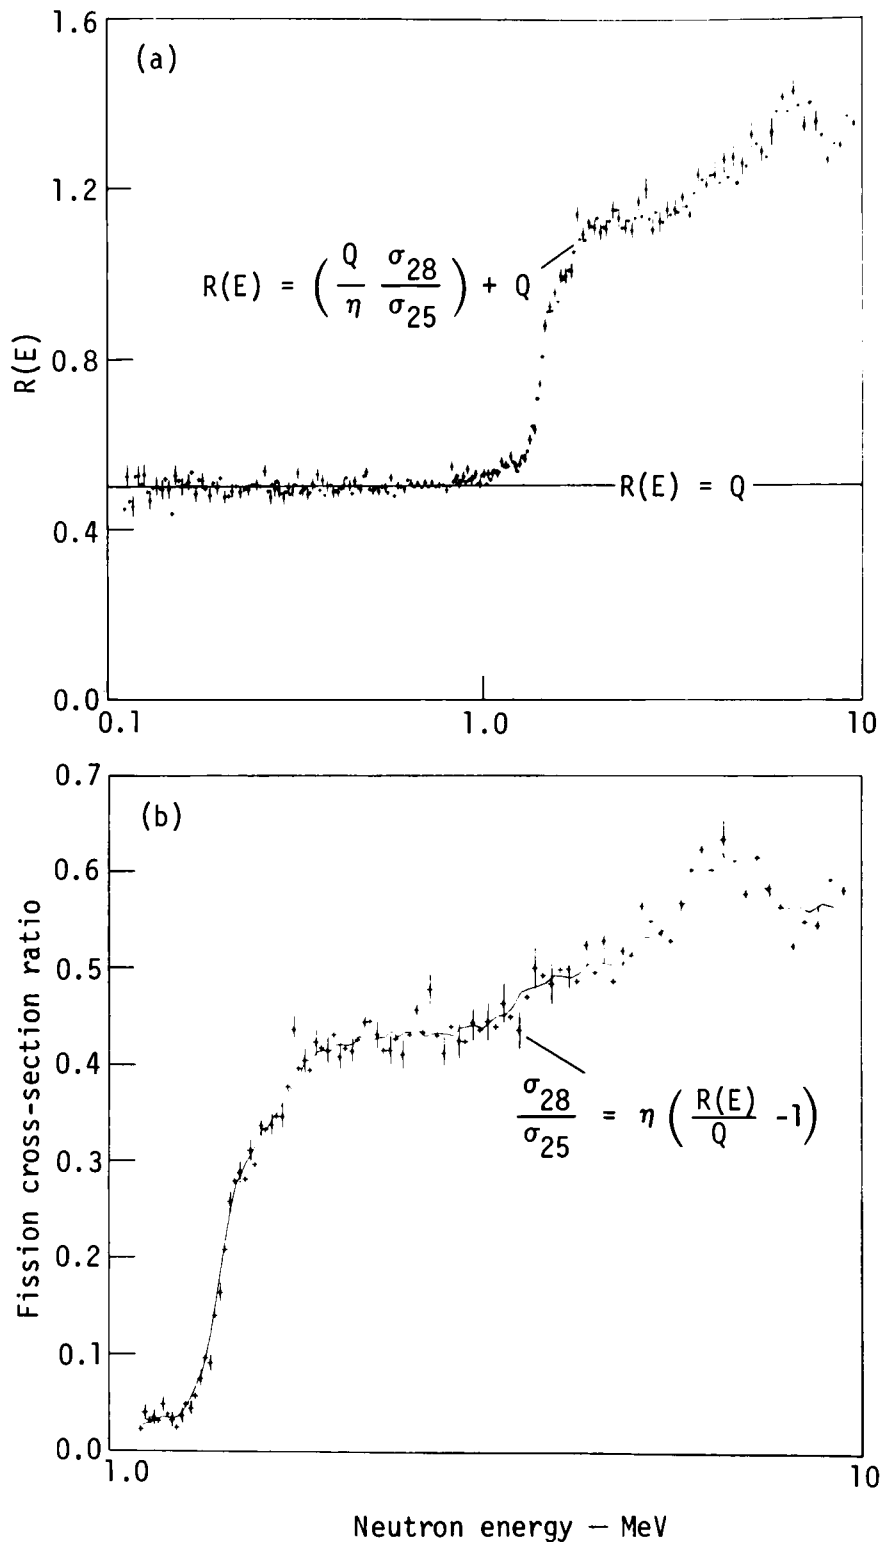 (a)
1.6
1.2
0.8
0.4
0.0
R(E)
R(E) = ( Q/η σ28/σ25 ) + Q
R(E) = Q
0.1
1.0
10
(b)
0.7
0.6
0.5
0.4
0.3
0.2
0.1
0.0
Fission cross-section ratio
σ28/σ25 = η ( R(E)/Q -1 )
1.0
10
Neutron energy — MeV